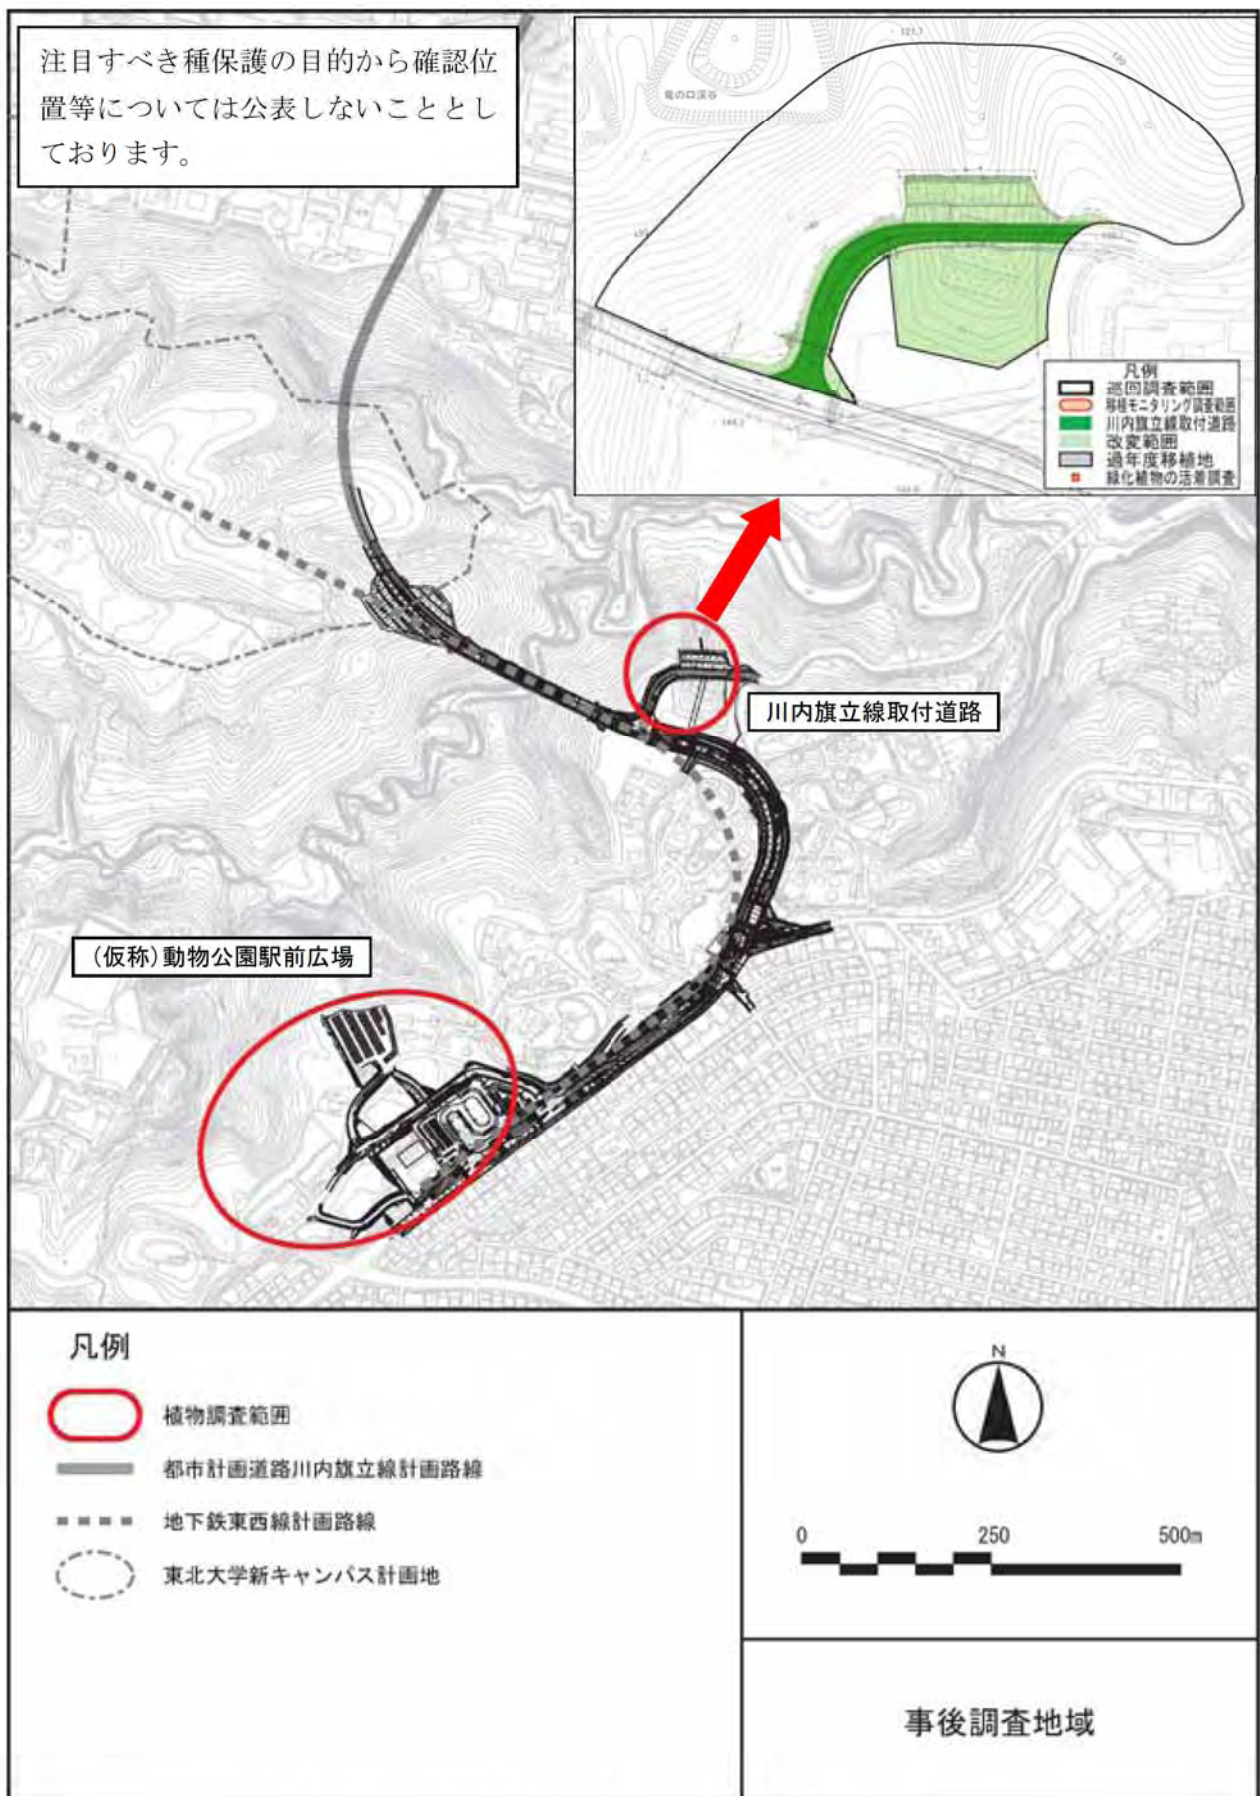 注目すべき種保護の目的から確認位
置等については公表しないこととし
ております。
竜の口渓谷
121.7
120
凡例
巡回調査範囲
移植モニタリング調査範囲
川内旗立線取付道路
改変範囲
過年度移植地
緑化植物の活着調査
川内旗立線取付道路
(仮称)動物公園駅前広場
凡例
植物調査範囲
都市計画道路川内旗立線計画路線
地下鉄東西線計画路線
東北大学新キャンパス計画地
N
0 250 500m
事後調査地域